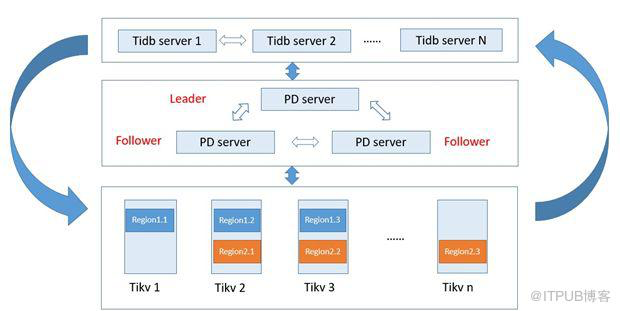 Tidb server 1
Tidb server 2
......
Tidb server N
Leader
PD server
Follower
PD server
PD server
Follower
Region1.1
Region1.2
Region1.3
Region2.1
Region2.2
......
Region2.3
Tikv 1
Tikv 2
Tikv 3
Tikv n
@ITPUB博客